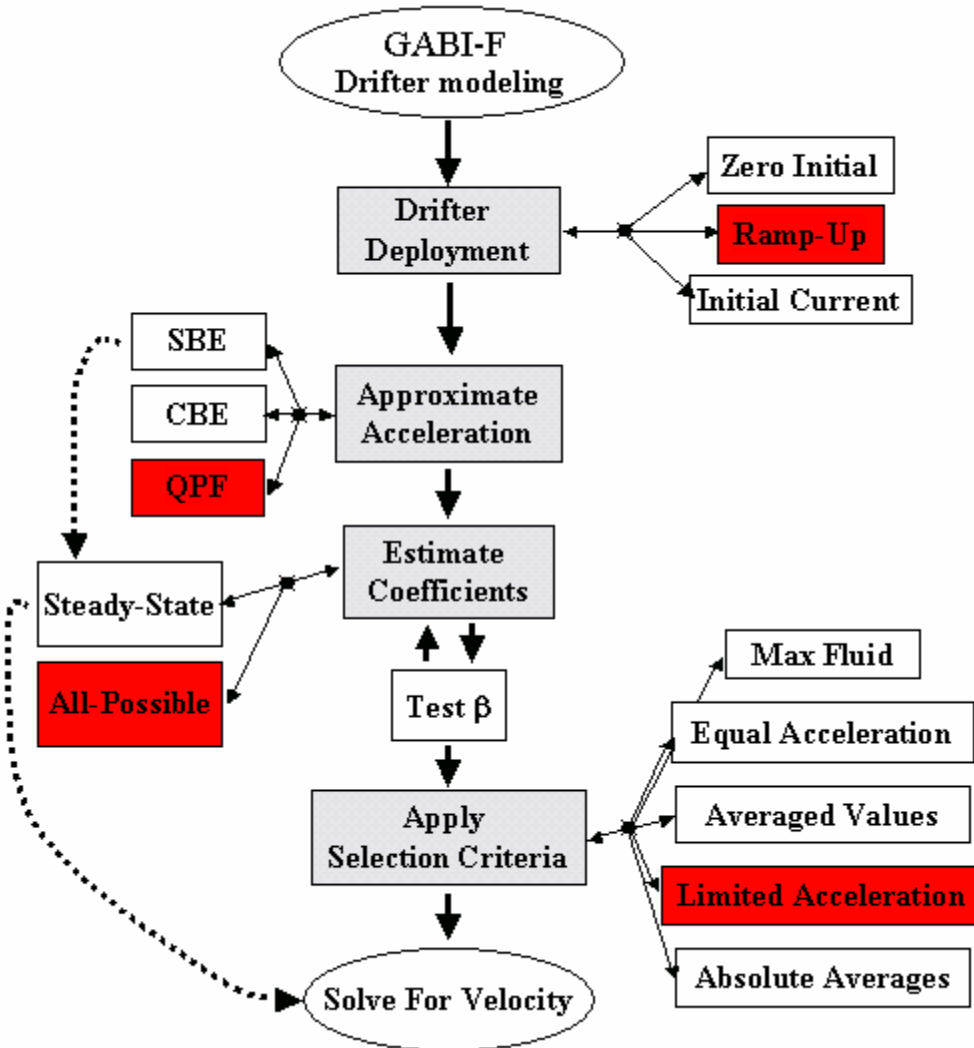 GABI-F
Drifter modeling
Zero Initial
Drifter
Deployment
Ramp-Up
Initial Current
SBE
Approximate
Acceleration
CBE
QPF
Estimate
Coefficients
Steady-State
All-Possible
Test β
Max Fluid
Equal Acceleration
Apply
Selection Criteria
Averaged Values
Limited Acceleration
Absolute Averages
Solve For Velocity